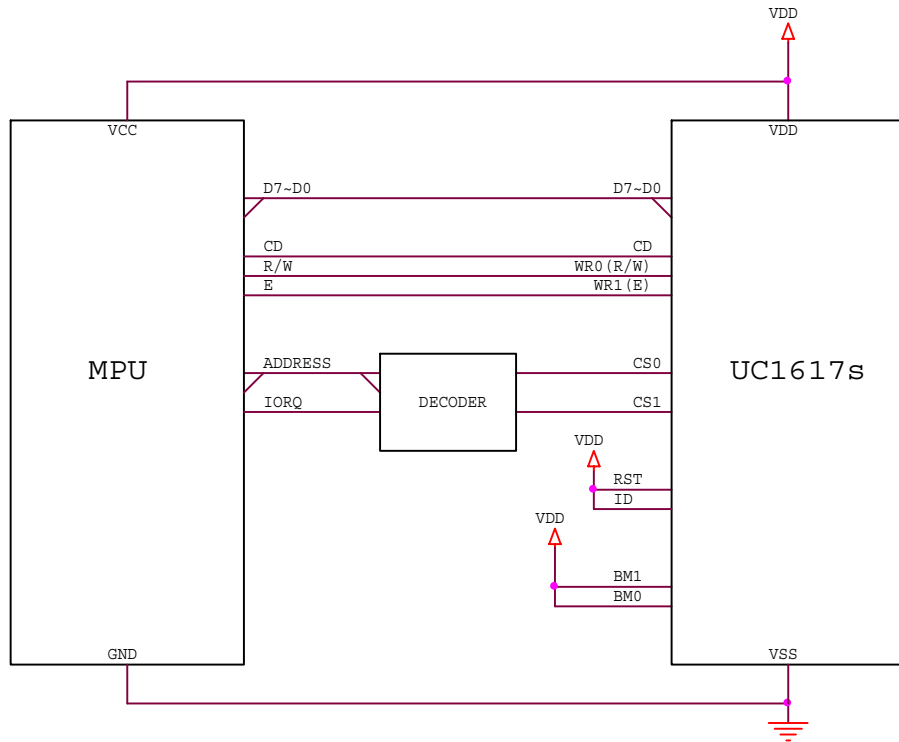 VDD
VCC VDD
D7~D0 D7~D0
CD CD
R/W WR0(R/W)
E WR1(E)
MPU ADDRESS CS0 UC1617s
IORQ DECODER CS1
VDD
RST
ID
VDD
BM1
BM0
GND VSS